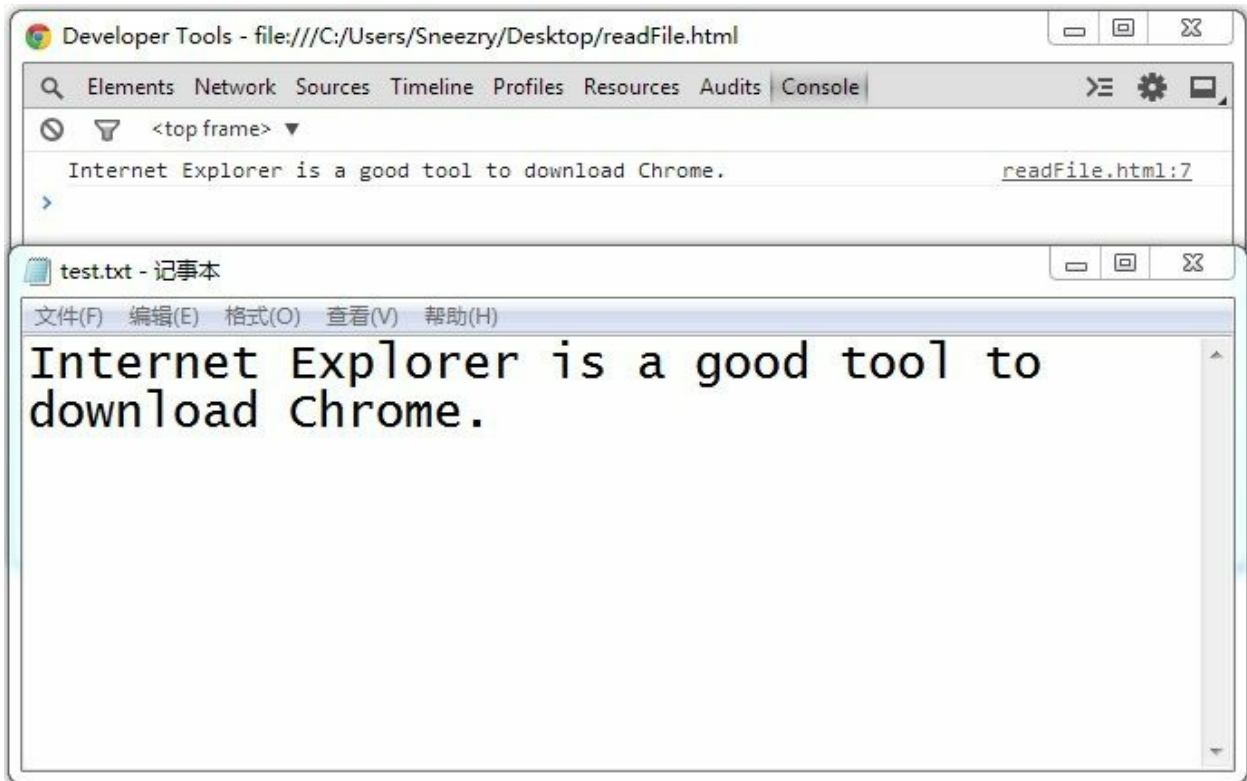 Developer Tools - file:///C:/Users/Sneezry/Desktop/readFile.html
Elements Network Sources Timeline Profiles Resources Audits Console
<top frame> ▼
Internet Explorer is a good tool to download Chrome. readFile.html:7
test.txt - 记事本
文件(F) 编辑(E) 格式(O) 查看(V) 帮助(H)
Internet Explorer is a good tool to
download Chrome.